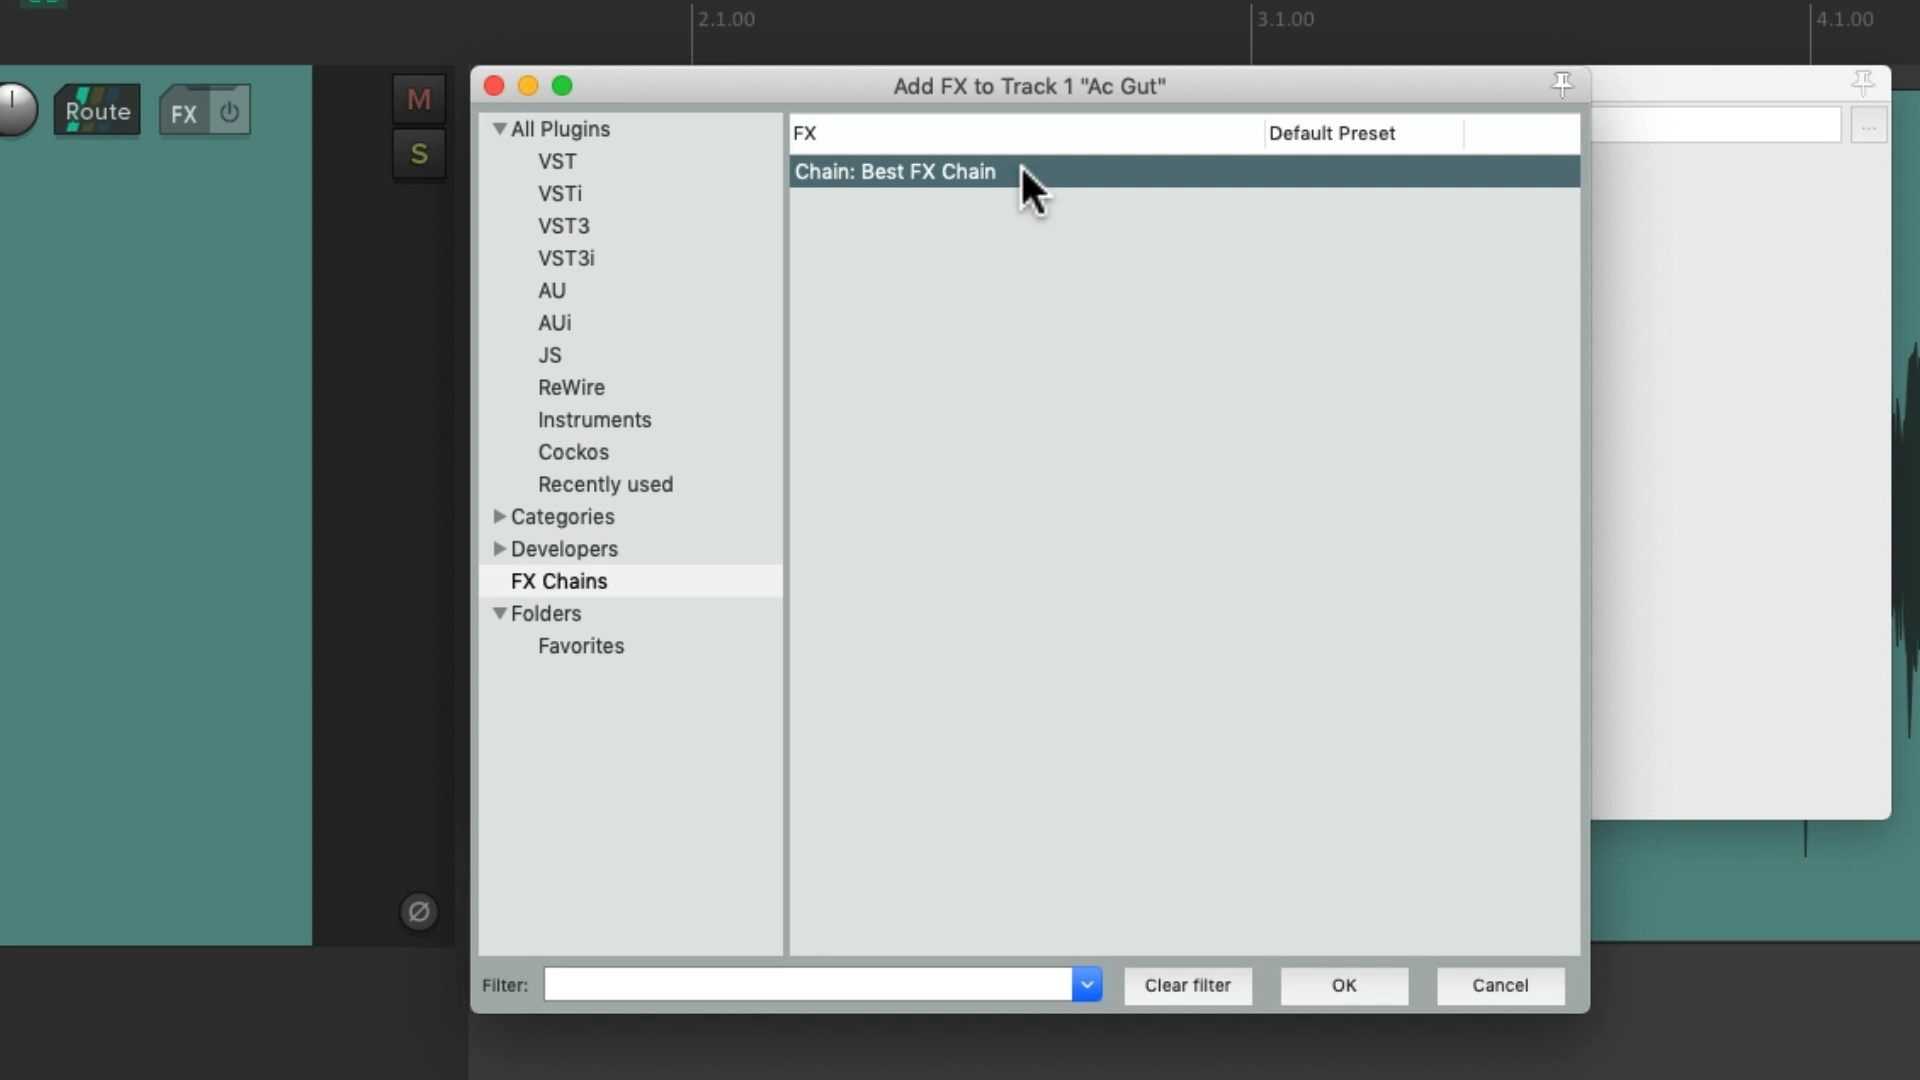 2.1.00
3.1.00
4.1.00
Route
FX
M
S
Add FX to Track 1 "Ac Gut"
All Plugins
VST
VSTi
VST3
VST3i
AU
AUi
JS
ReWire
Instruments
Cockos
Recently used
Categories
Developers
FX Chains
Folders
Favorites
FX
Default Preset
Chain: Best FX Chain
...
Filter:
Clear filter
OK
Cancel